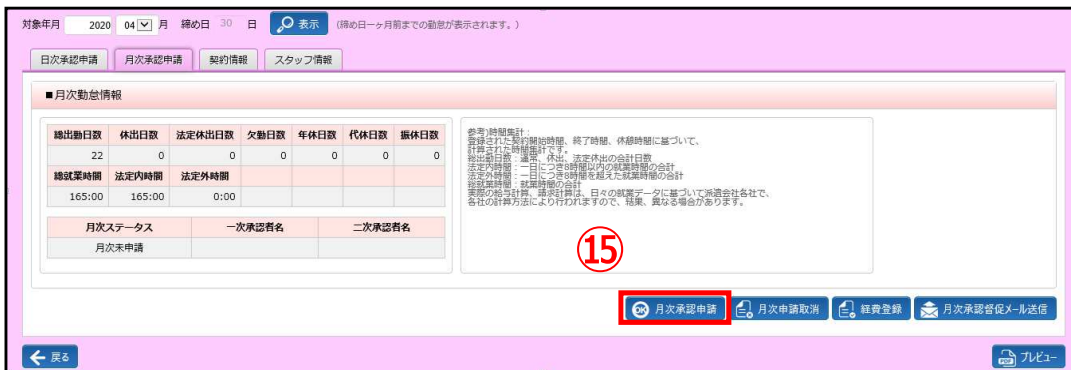 対象年月 2020 04 月 締め日 30 日 表示 (締め日一ヶ月前までの勤怠が表示されます。)
日次承認申請 月次承認申請 契約情報 スタッフ情報
■月次勤怠情報
総出勤日数 休出日数 法定休出日数 欠勤日数 年休日数 代休日数 振休日数
22 0 0 0 0 0 0
総就業時間 法定内時間 法定外時間
165:00 165:00 0:00
月次ステータス 一次承認者名 二次承認者名
月次未申請
参考)時間集計:
登録された契約開始時間、終了時間、休憩時間に基づいて、
計算された時間集計です。
総出勤日数:通常、休出、法定休出の合計日数
法定内時間:一日につき8時間以内の就業時間の合計
法定外時間:一日につき8時間を超えた就業時間の合計
総就業時間:就業時間の合計
実際の給与計算、請求計算は、日々の就業データに基づいて派遣会社各社で、
各社の計算方法により行われますので、結果、異なる場合があります。
⑮
OK 月次承認申請 月次申請取消 経費登録 月次承認督促メール送信
戻る PDF プレビュー